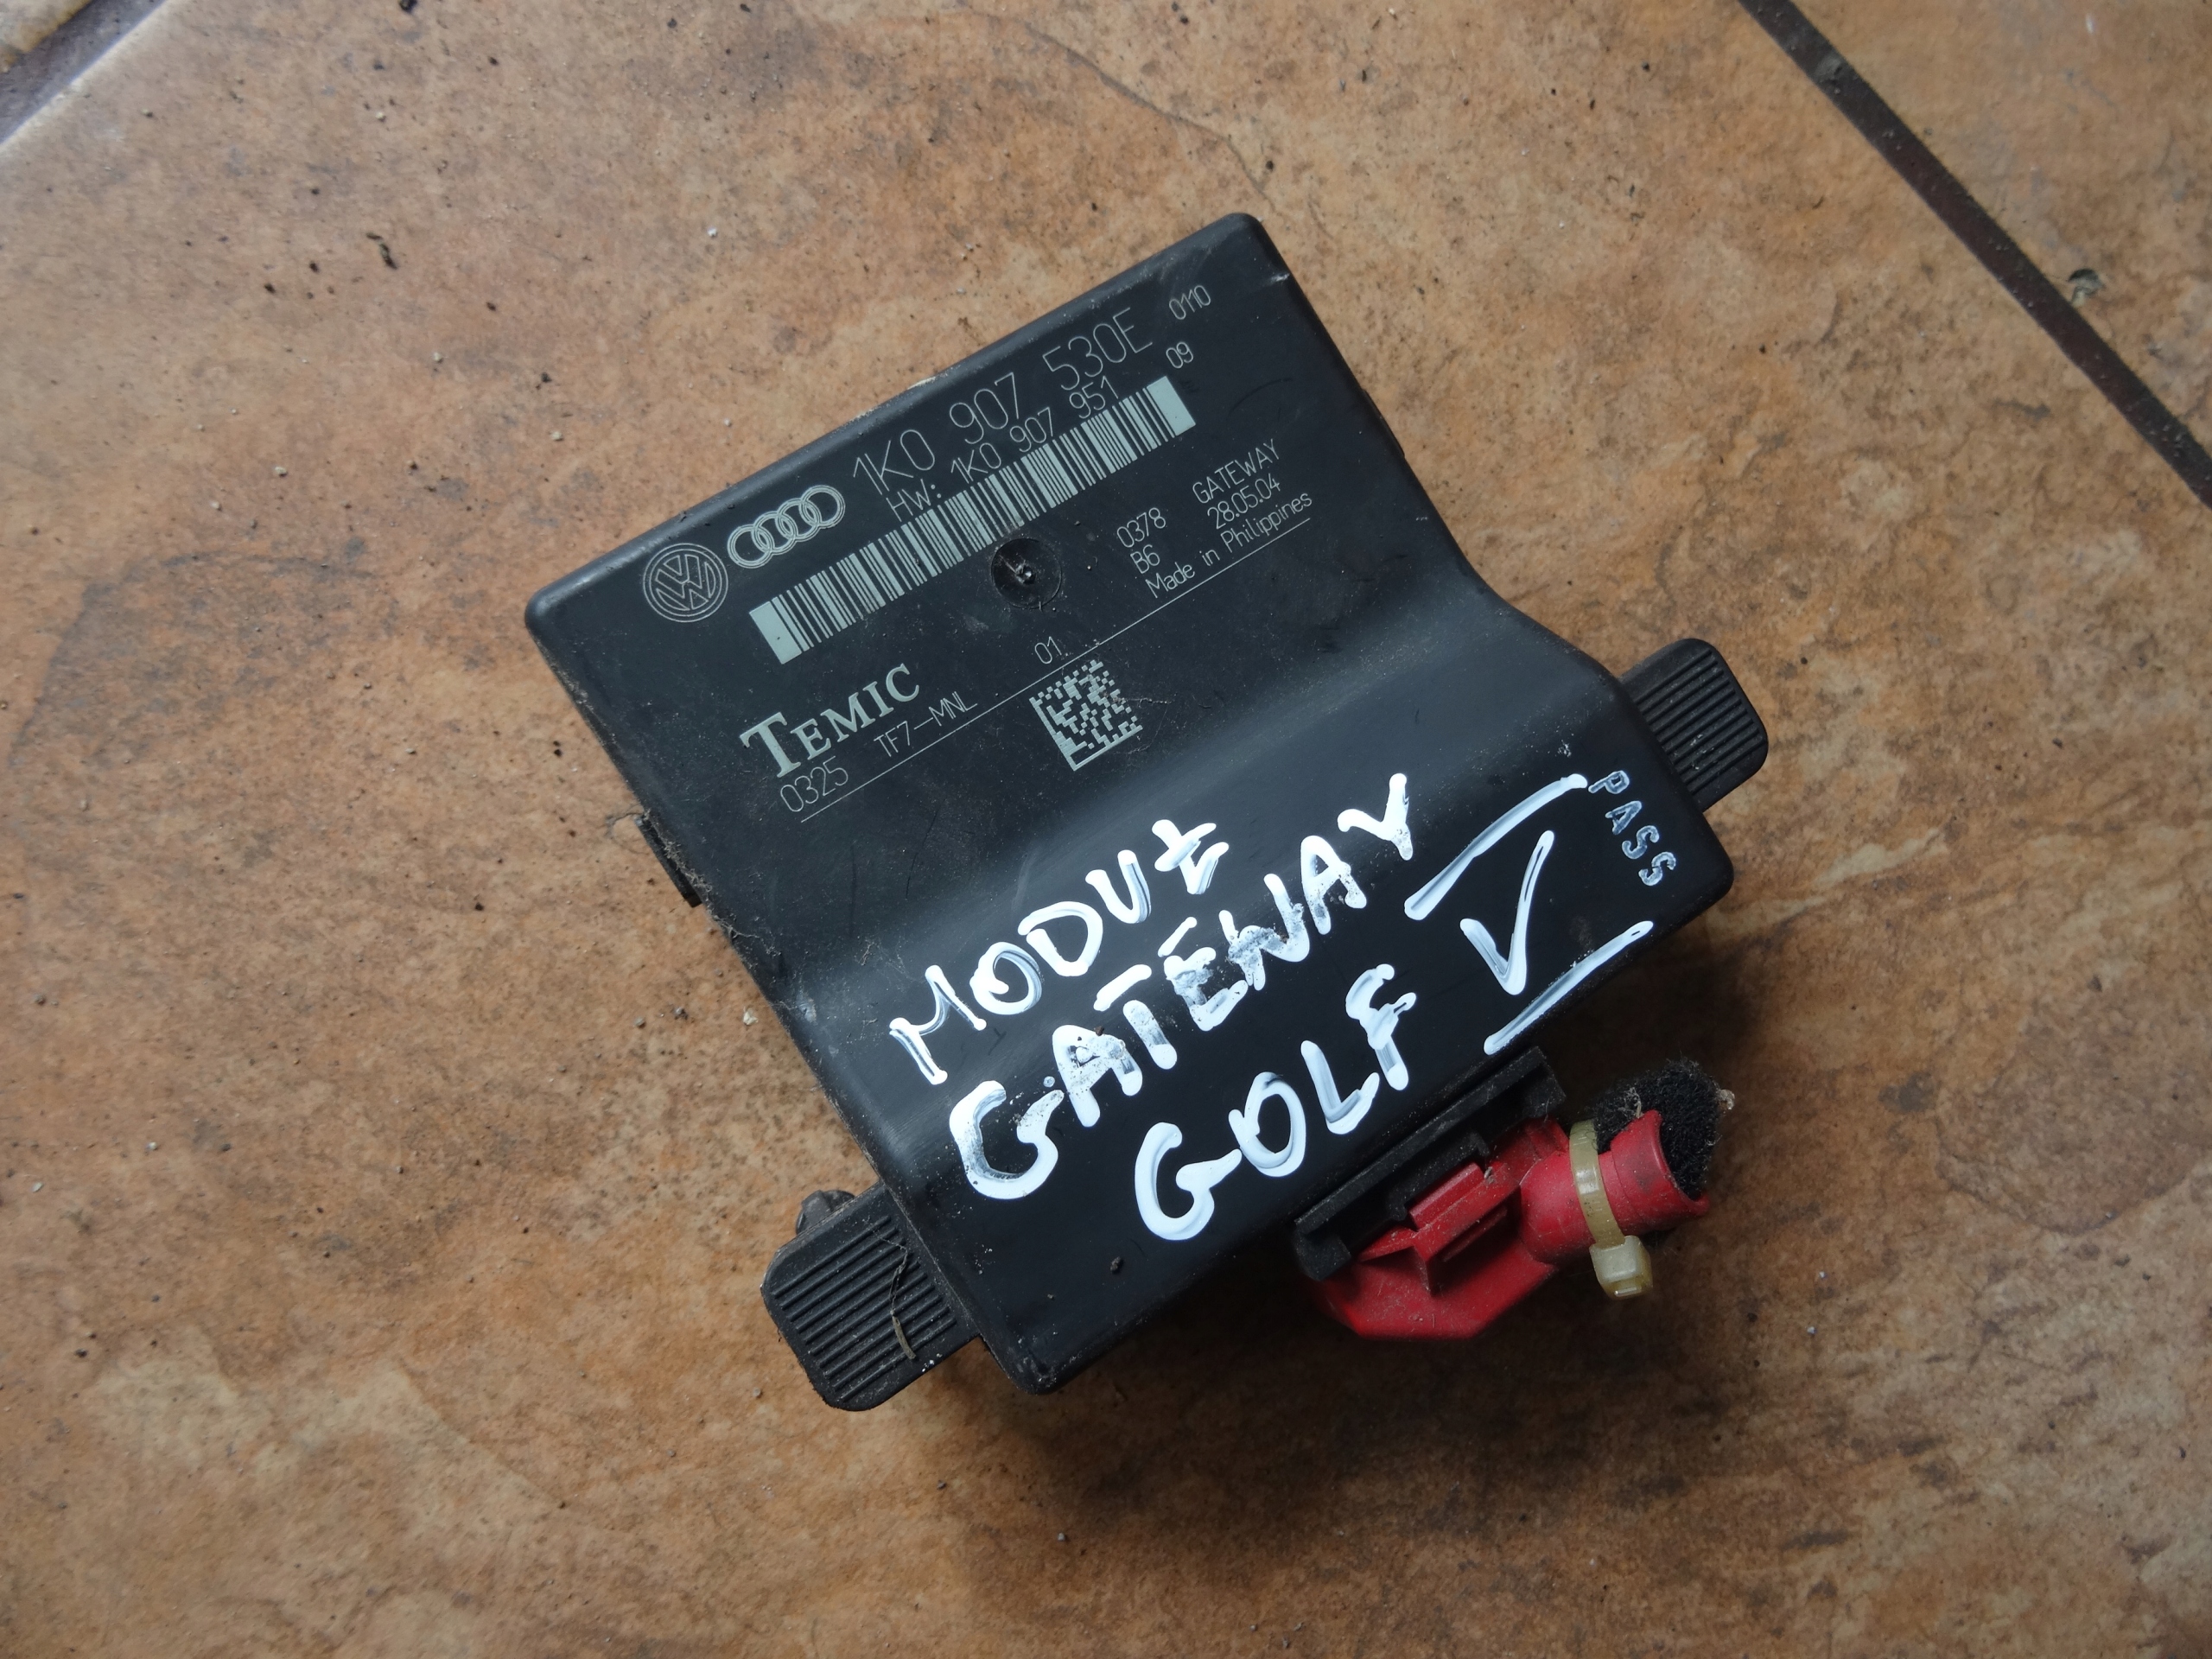 1K0 907 530E 0110
HW: 1K0 907 951 09
0378 GATEWAY
B6 28.05.04
Made in Philippines
TEMIC
01.
0325 TF7-MNL
PASS
MODUŁ
GATEWAY
GOLF V